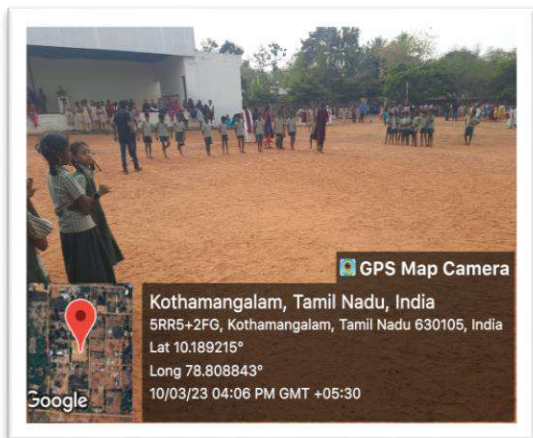 GPS Map Camera
Kothamangalam, Tamil Nadu, India
5RR5+2FG, Kothamangalam, Tamil Nadu 630105, India
Lat 10.189215°
Long 78.808843°
10/03/23 04:06 PM GMT +05:30
Google